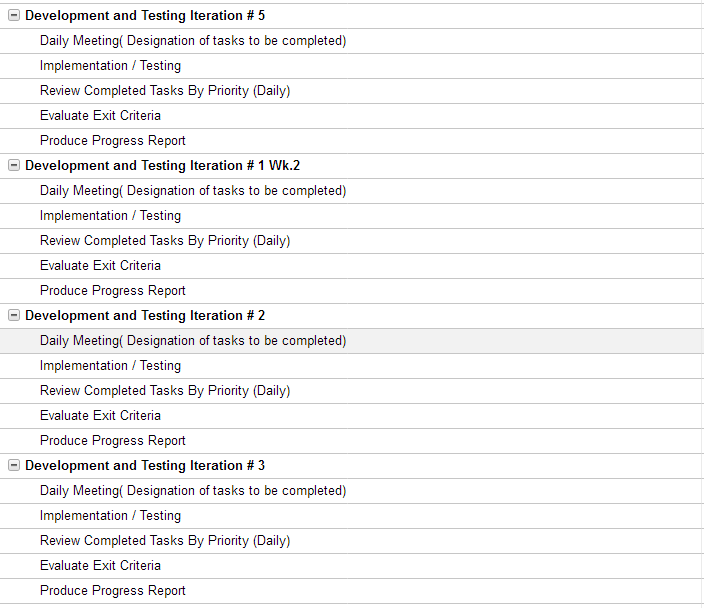 Development and Testing Iteration # 5
Daily Meeting( Designation of tasks to be completed)
Implementation / Testing
Review Completed Tasks By Priority (Daily)
Evaluate Exit Criteria
Produce Progress Report
Development and Testing Iteration # 1 Wk.2
Daily Meeting( Designation of tasks to be completed)
Implementation / Testing
Review Completed Tasks By Priority (Daily)
Evaluate Exit Criteria
Produce Progress Report
Development and Testing Iteration # 2
Daily Meeting( Designation of tasks to be completed)
Implementation / Testing
Review Completed Tasks By Priority (Daily)
Evaluate Exit Criteria
Produce Progress Report
Development and Testing Iteration # 3
Daily Meeting( Designation of tasks to be completed)
Implementation / Testing
Review Completed Tasks By Priority (Daily)
Evaluate Exit Criteria
Produce Progress Report